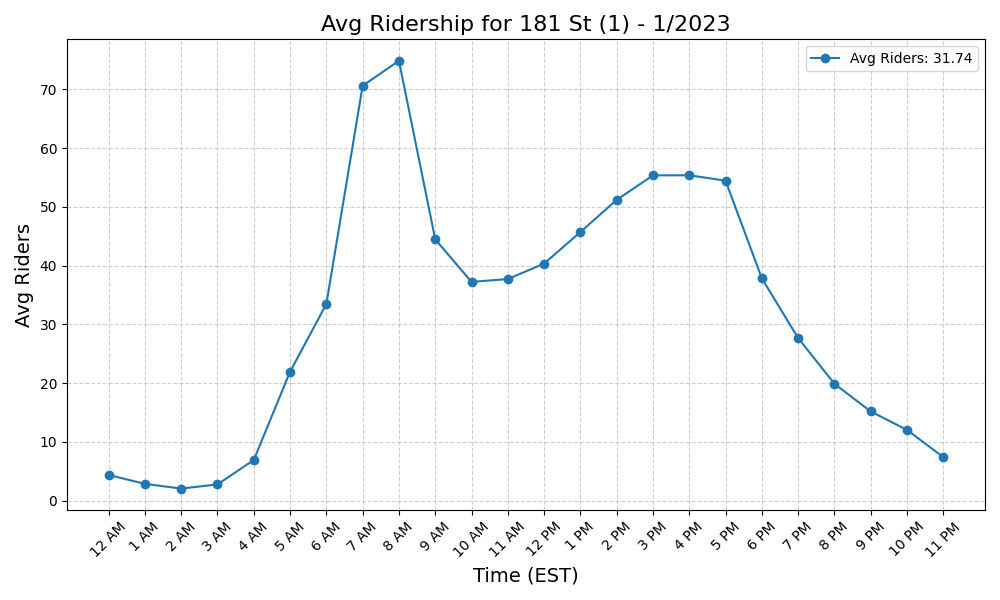 Avg Ridership for 181 St (1) - 1/2023
Avg Riders: 31.74
Avg Riders
70
60
50
40
30
20
10
0
12 AM
1 AM
2 AM
3 AM
4 AM
5 AM
6 AM
7 AM
8 AM
9 AM
10 AM
11 AM
12 PM
1 PM
2 PM
3 PM
4 PM
5 PM
6 PM
7 PM
8 PM
9 PM
10 PM
11 PM
Time (EST)